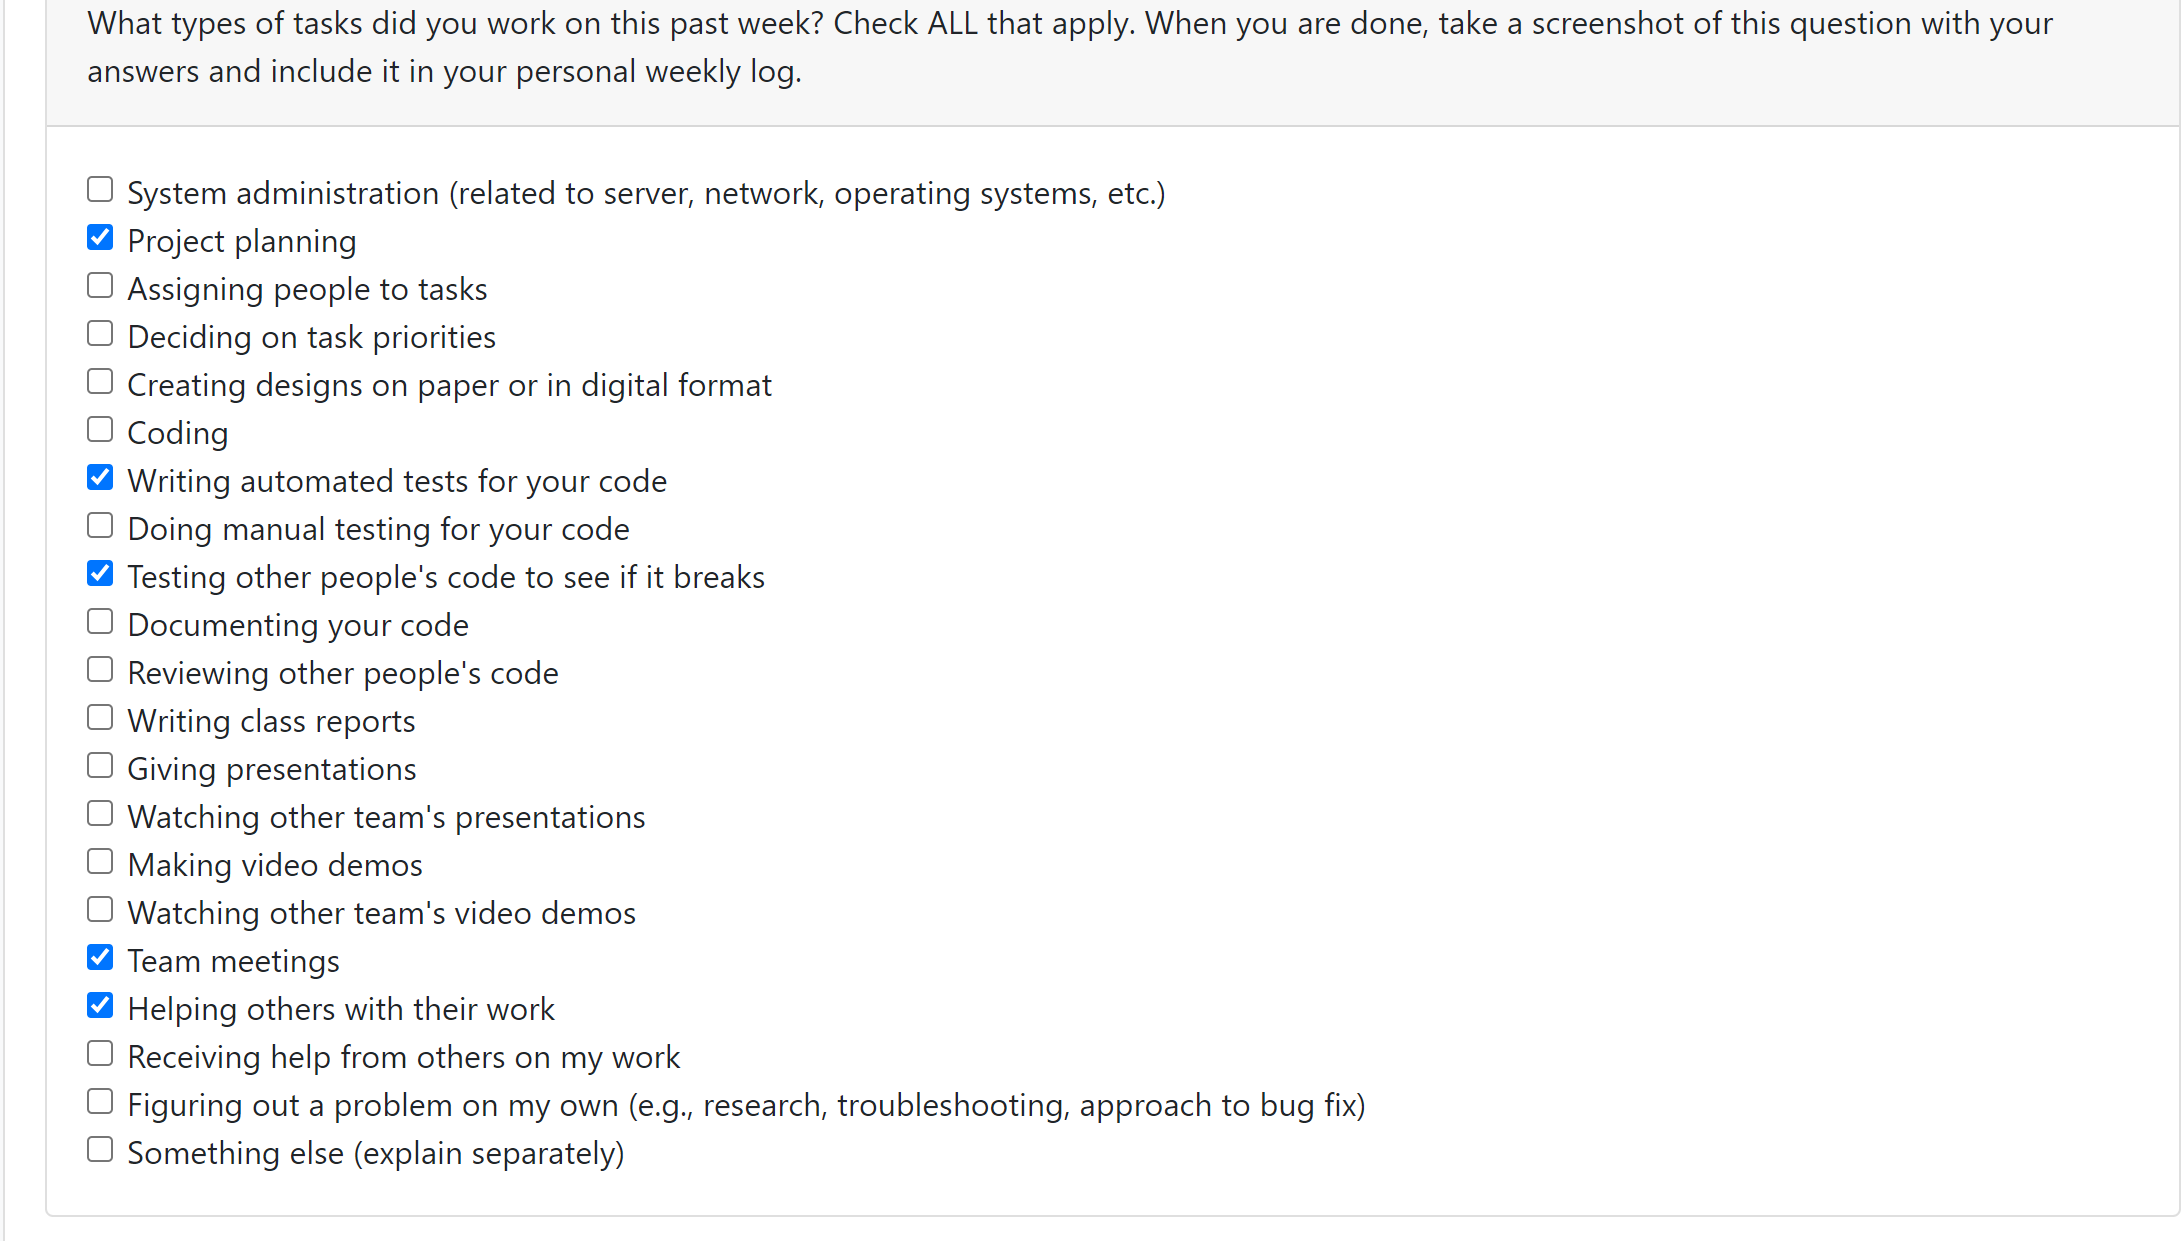 What types of tasks did you work on this past week? Check ALL that apply. When you are done, take a screenshot of this question with your
answers and include it in your personal weekly log.
System administration (related to server, network, operating systems, etc.)
Project planning
Assigning people to tasks
Deciding on task priorities
Creating designs on paper or in digital format
Coding
Writing automated tests for your code
Doing manual testing for your code
Testing other people's code to see if it breaks
Documenting your code
Reviewing other people's code
Writing class reports
Giving presentations
Watching other team's presentations
Making video demos
Watching other team's video demos
Team meetings
Helping others with their work
Receiving help from others on my work
Figuring out a problem on my own (e.g., research, troubleshooting, approach to bug fix)
Something else (explain separately)